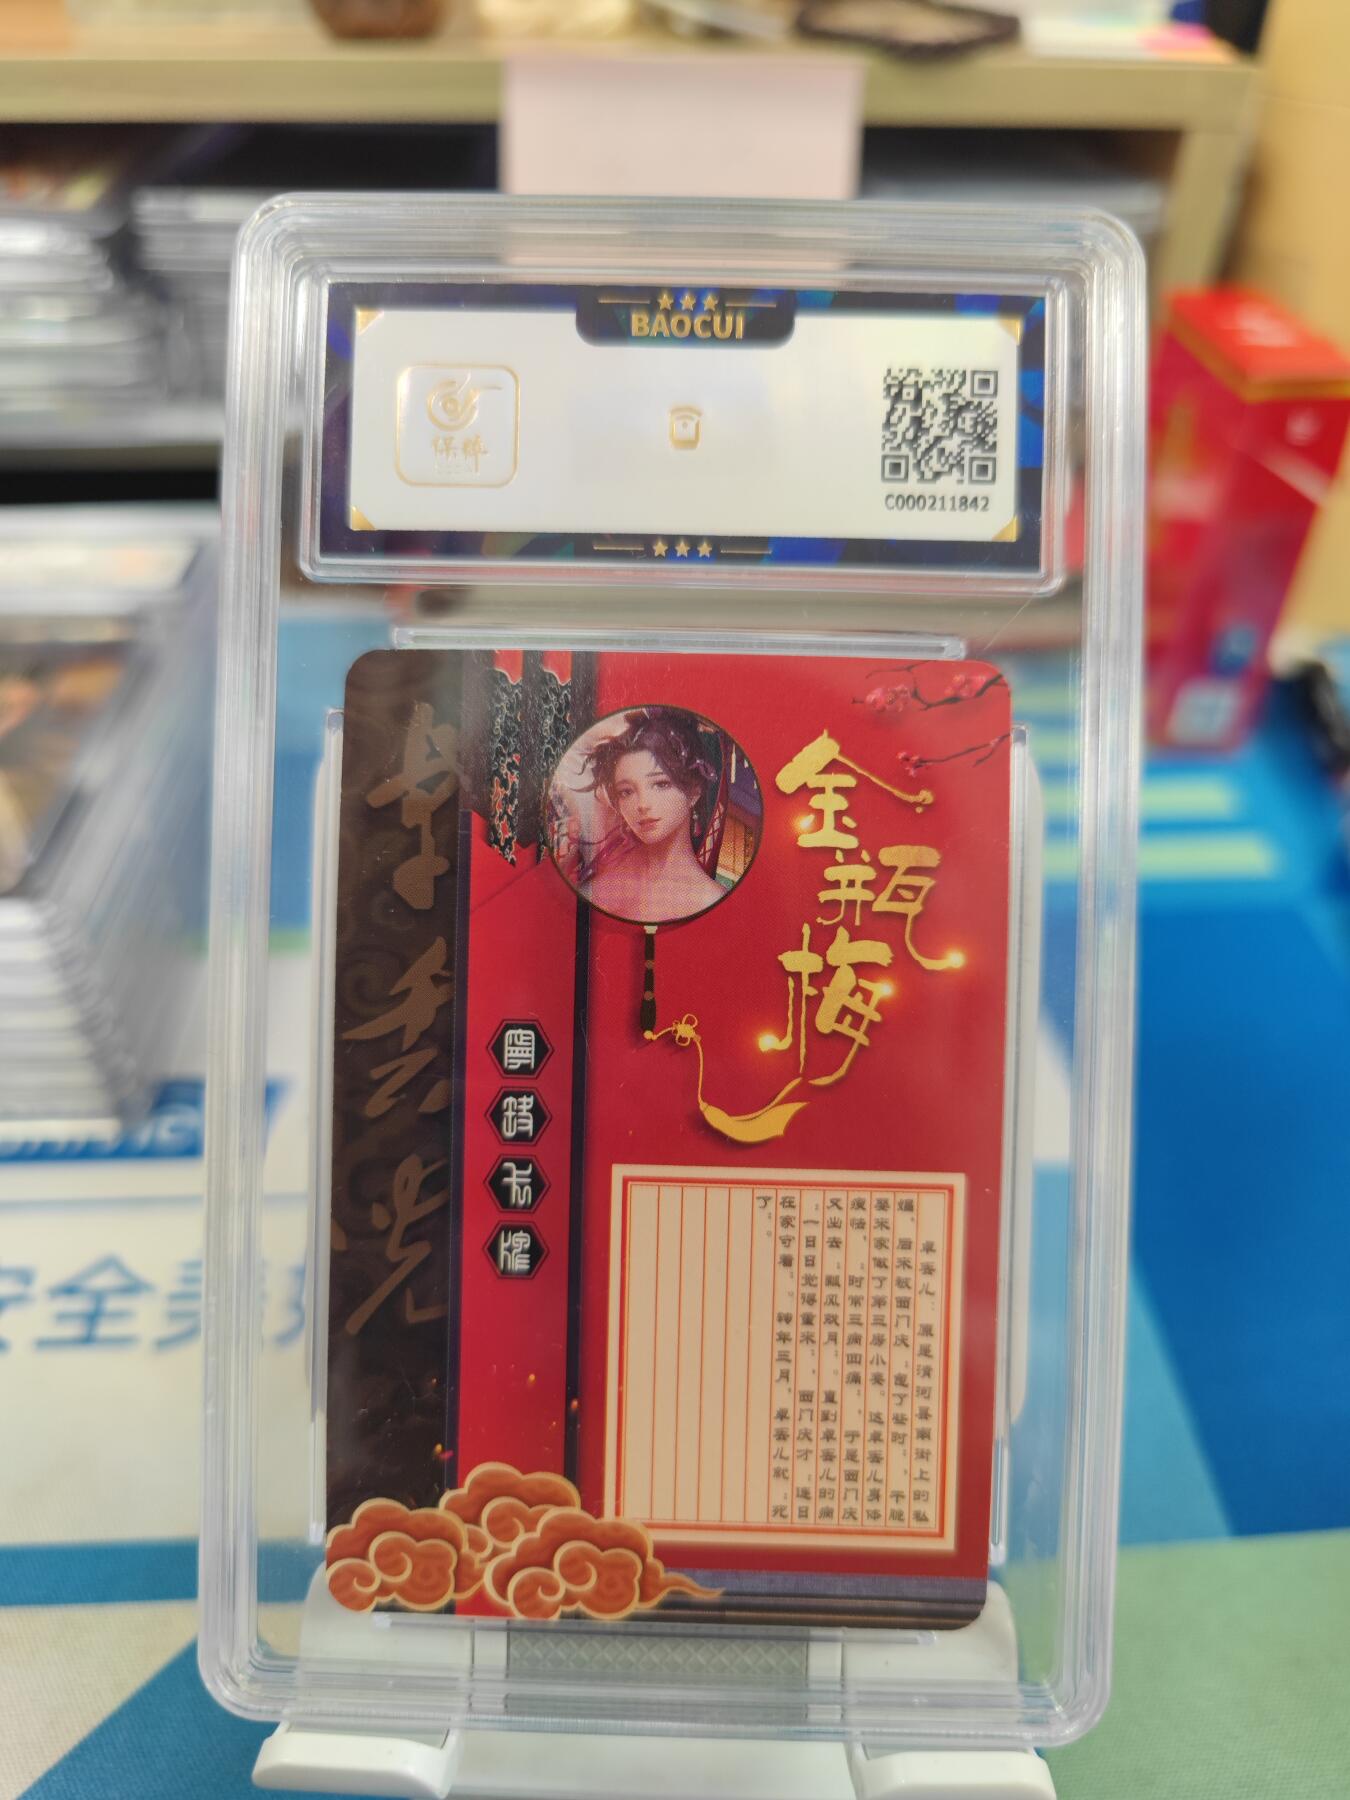 BAOCUI
保粹
C000211842
卓丢儿
金瓶梅
卓丢儿：原是清河县南街上的私
娼，后来被西门庆：包了些时：，干脆
娶来家做了第三房小妾。这卓丢儿身体
瘦怯，：时常三病四痛：，于是西门庆
又出去：飘风戏月：。直到卓丢儿的病
：一日日觉得重来：，西门庆才：逐日
在家守着：。转年三月，卓丢儿就：死
了：。
安全